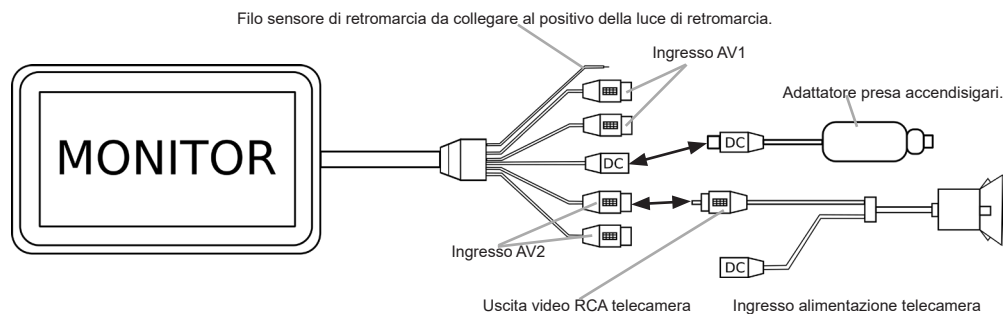 Filo sensore di retromarcia da collegare al positivo della luce di retromarcia.
Ingresso AV1
Adattatore presa accendisigari.
MONITOR
DC
DC
Ingresso AV2
DC
Uscita video RCA telecamera
Ingresso alimentazione telecamera